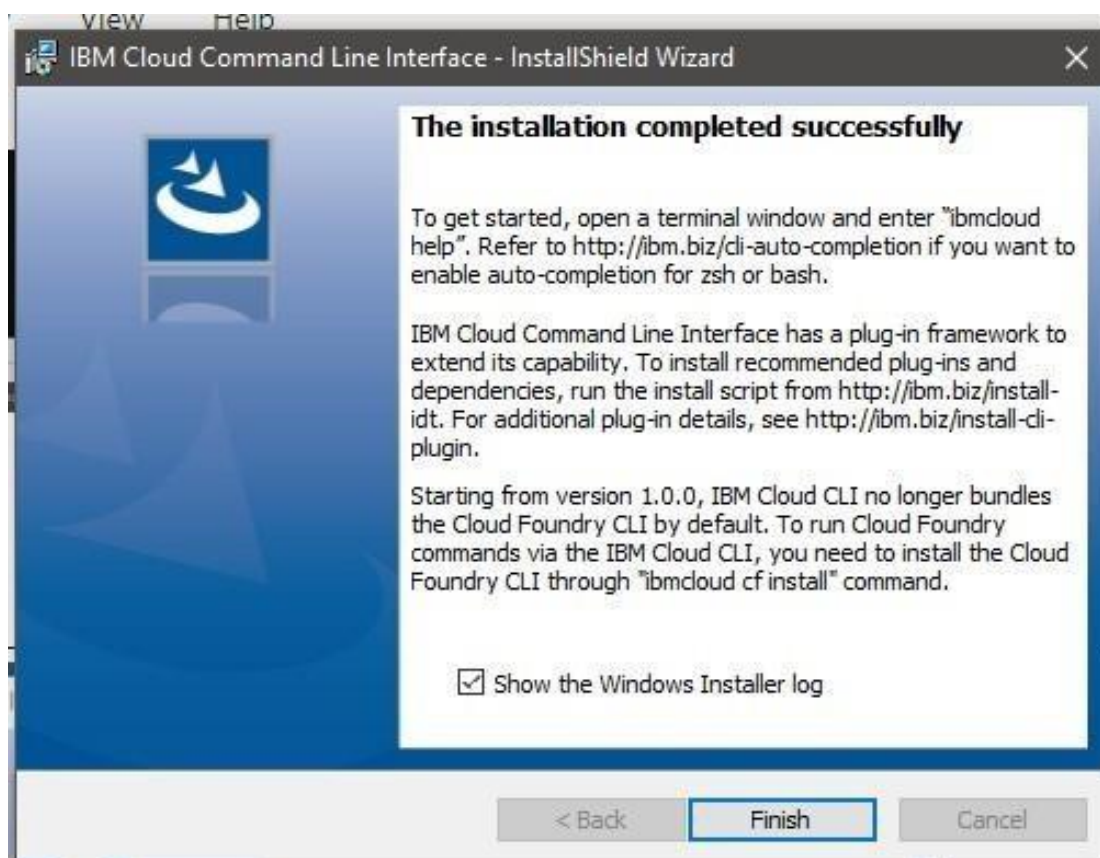 View Help
IBM Cloud Command Line Interface - InstallShield Wizard
The installation completed successfully
To get started, open a terminal window and enter "ibmcloud
help". Refer to http://ibm.biz/cli-auto-completion if you want to
enable auto-completion for zsh or bash.
IBM Cloud Command Line Interface has a plug-in framework to
extend its capability. To install recommended plug-ins and
dependencies, run the install script from http://ibm.biz/install-
idt. For additional plug-in details, see http://ibm.biz/install-cli-
plugin.
Starting from version 1.0.0, IBM Cloud CLI no longer bundles
the Cloud Foundry CLI by default. To run Cloud Foundry
commands via the IBM Cloud CLI, you need to install the Cloud
Foundry CLI through "ibmcloud cf install" command.
Show the Windows Installer log
< Back Finish Cancel